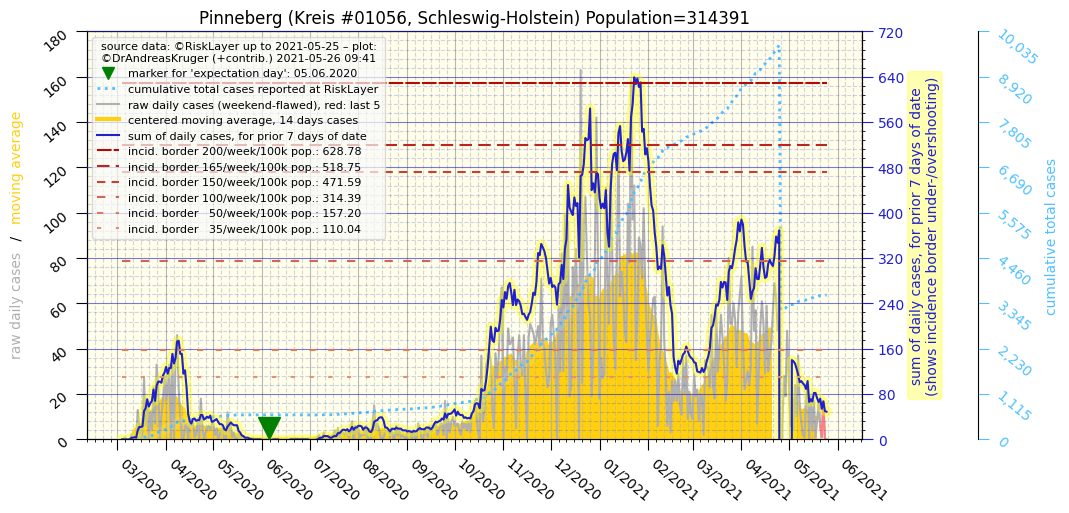 Pinneberg (Kreis #01056, Schleswig-Holstein) Population=314391
source data: ©RiskLayer up to 2021-05-25 – plot:
©DrAndreasKruger (+contrib.) 2021-05-26 09:41
marker for 'expectation day': 05.06.2020
cumulative total cases reported at RiskLayer
raw daily cases (weekend-flawed), red: last 5
centered moving average, 14 days cases
sum of daily cases, for prior 7 days of date
incid. border 200/week/100k pop.: 628.78
incid. border 165/week/100k pop.: 518.75
incid. border 150/week/100k pop.: 471.59
incid. border 100/week/100k pop.: 314.39
incid. border   50/week/100k pop.: 157.20
incid. border   35/week/100k pop.: 110.04
raw daily cases / moving average
180
160
140
120
100
80
60
40
20
0
03/2020
04/2020
05/2020
06/2020
07/2020
08/2020
09/2020
10/2020
11/2020
12/2020
01/2021
02/2021
03/2021
04/2021
05/2021
06/2021
720
640
560
480
400
320
240
160
80
0
sum of daily cases, for prior 7 days of date
(shows incidence border under-/overshooting)
10,035
8,920
7,805
6,690
5,575
4,460
3,345
2,230
1,115
0
cumulative total cases